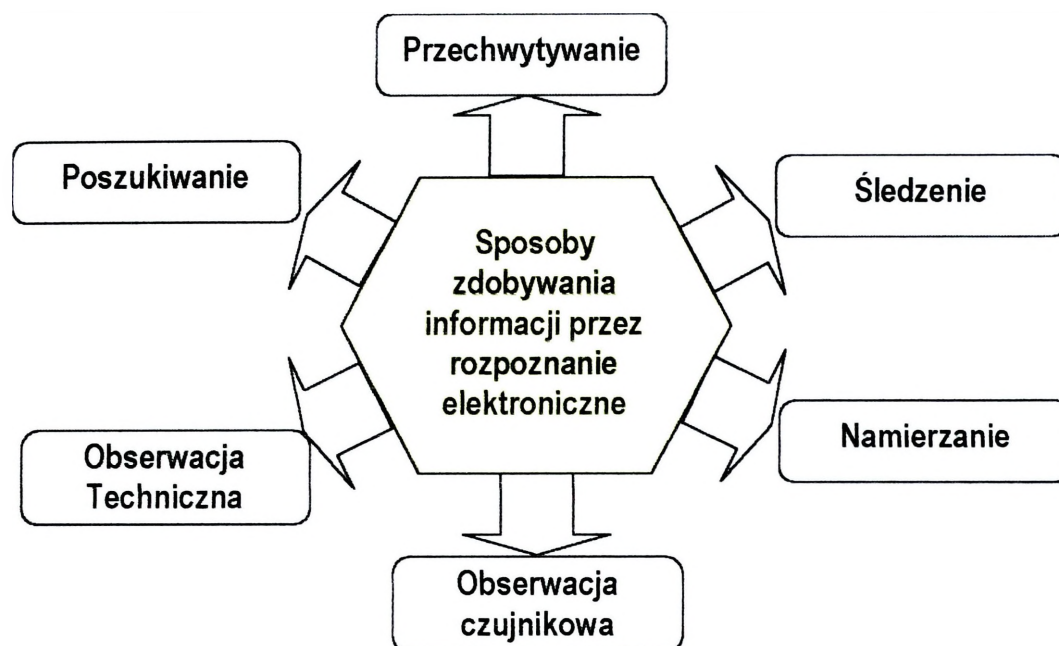 Przechwytywanie
Poszukiwanie
Śledzenie
Sposoby
zdobywania
informacji przez
rozpoznanie
elektroniczne
Obserwacja
Techniczna
Namierzanie
Obserwacja
czujnikowa